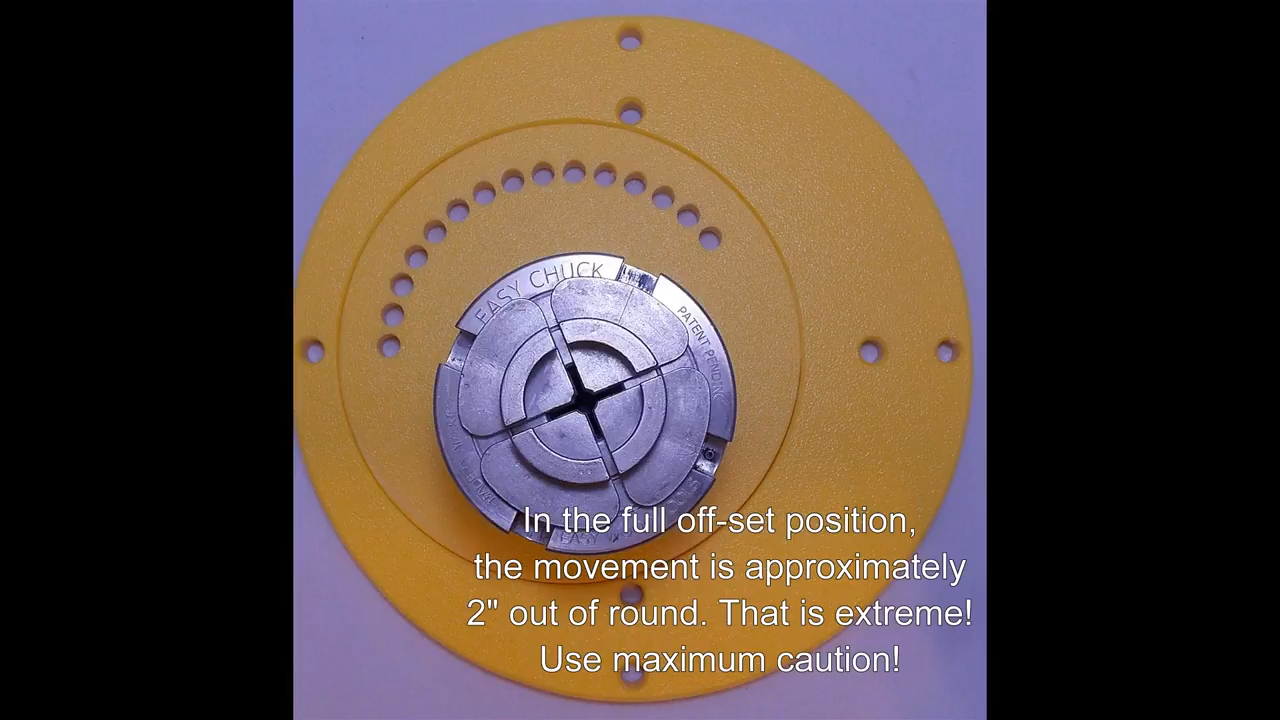 EASY CHUCK
PATENT PENDING
In the full off-set position,
the movement is approximately
2" out of round. That is extreme!
Use maximum caution!